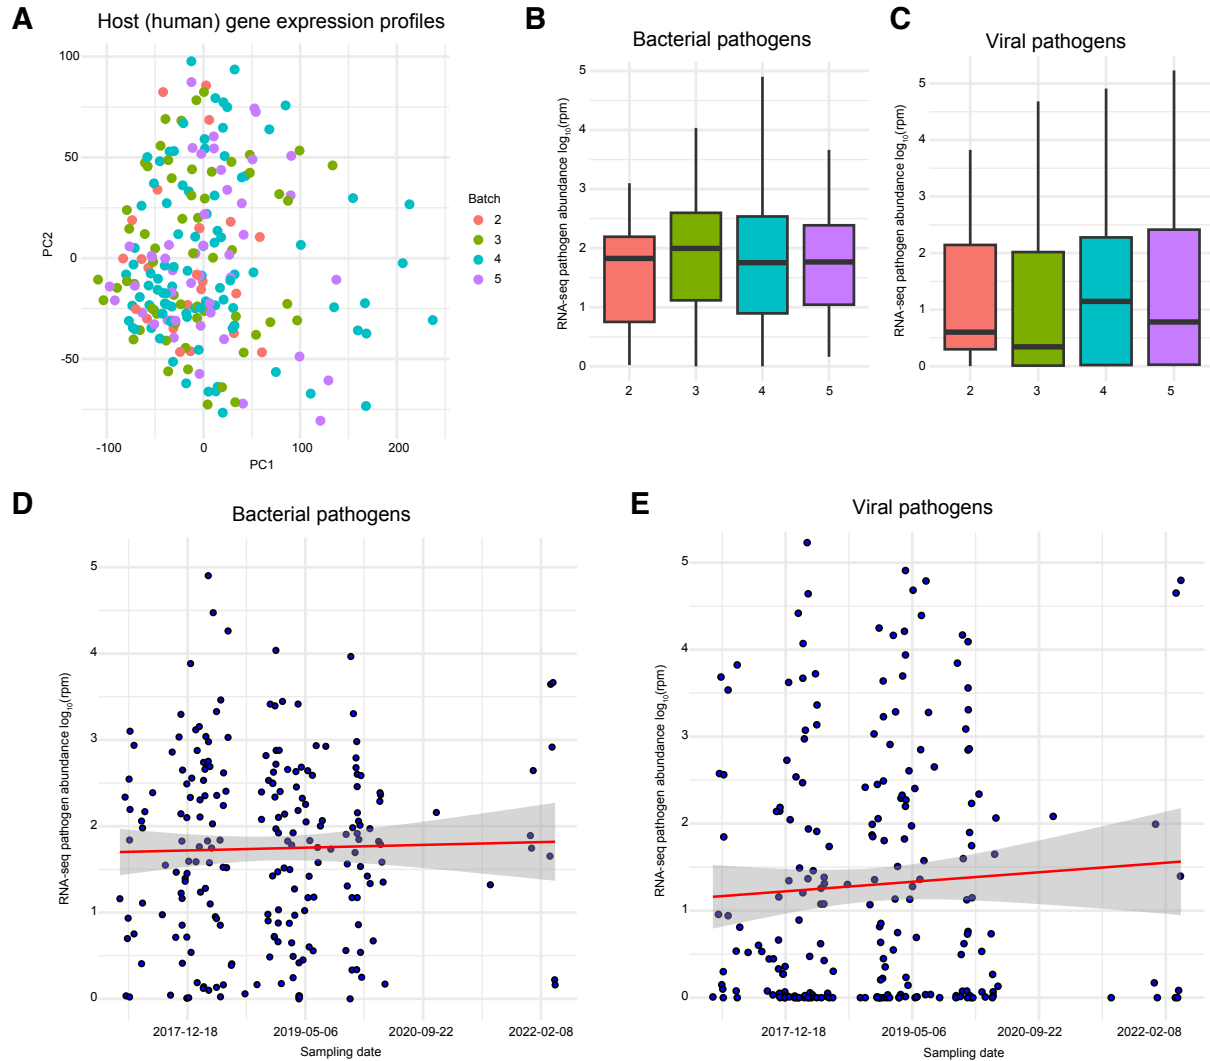 A
Host (human) gene expression profiles
100
50
0
-50
PC2
-100
0
100
200
PC1
Batch
2
3
4
5
B
Bacterial pathogens
RNA-seq pathogen abundance log10(rpm)
5
4
3
2
1
0
2
3
4
5
C
Viral pathogens
RNA-seq pathogen abundance log10(rpm)
5
4
3
2
1
0
2
3
4
5
D
Bacterial pathogens
RNA-seq pathogen abundance log10(rpm)
5
4
3
2
1
0
2017-12-18
2019-05-06
2020-09-22
2022-02-08
Sampling date
E
Viral pathogens
RNA-seq pathogen abundance log10(rpm)
5
4
3
2
1
0
2017-12-18
2019-05-06
2020-09-22
2022-02-08
Sampling date